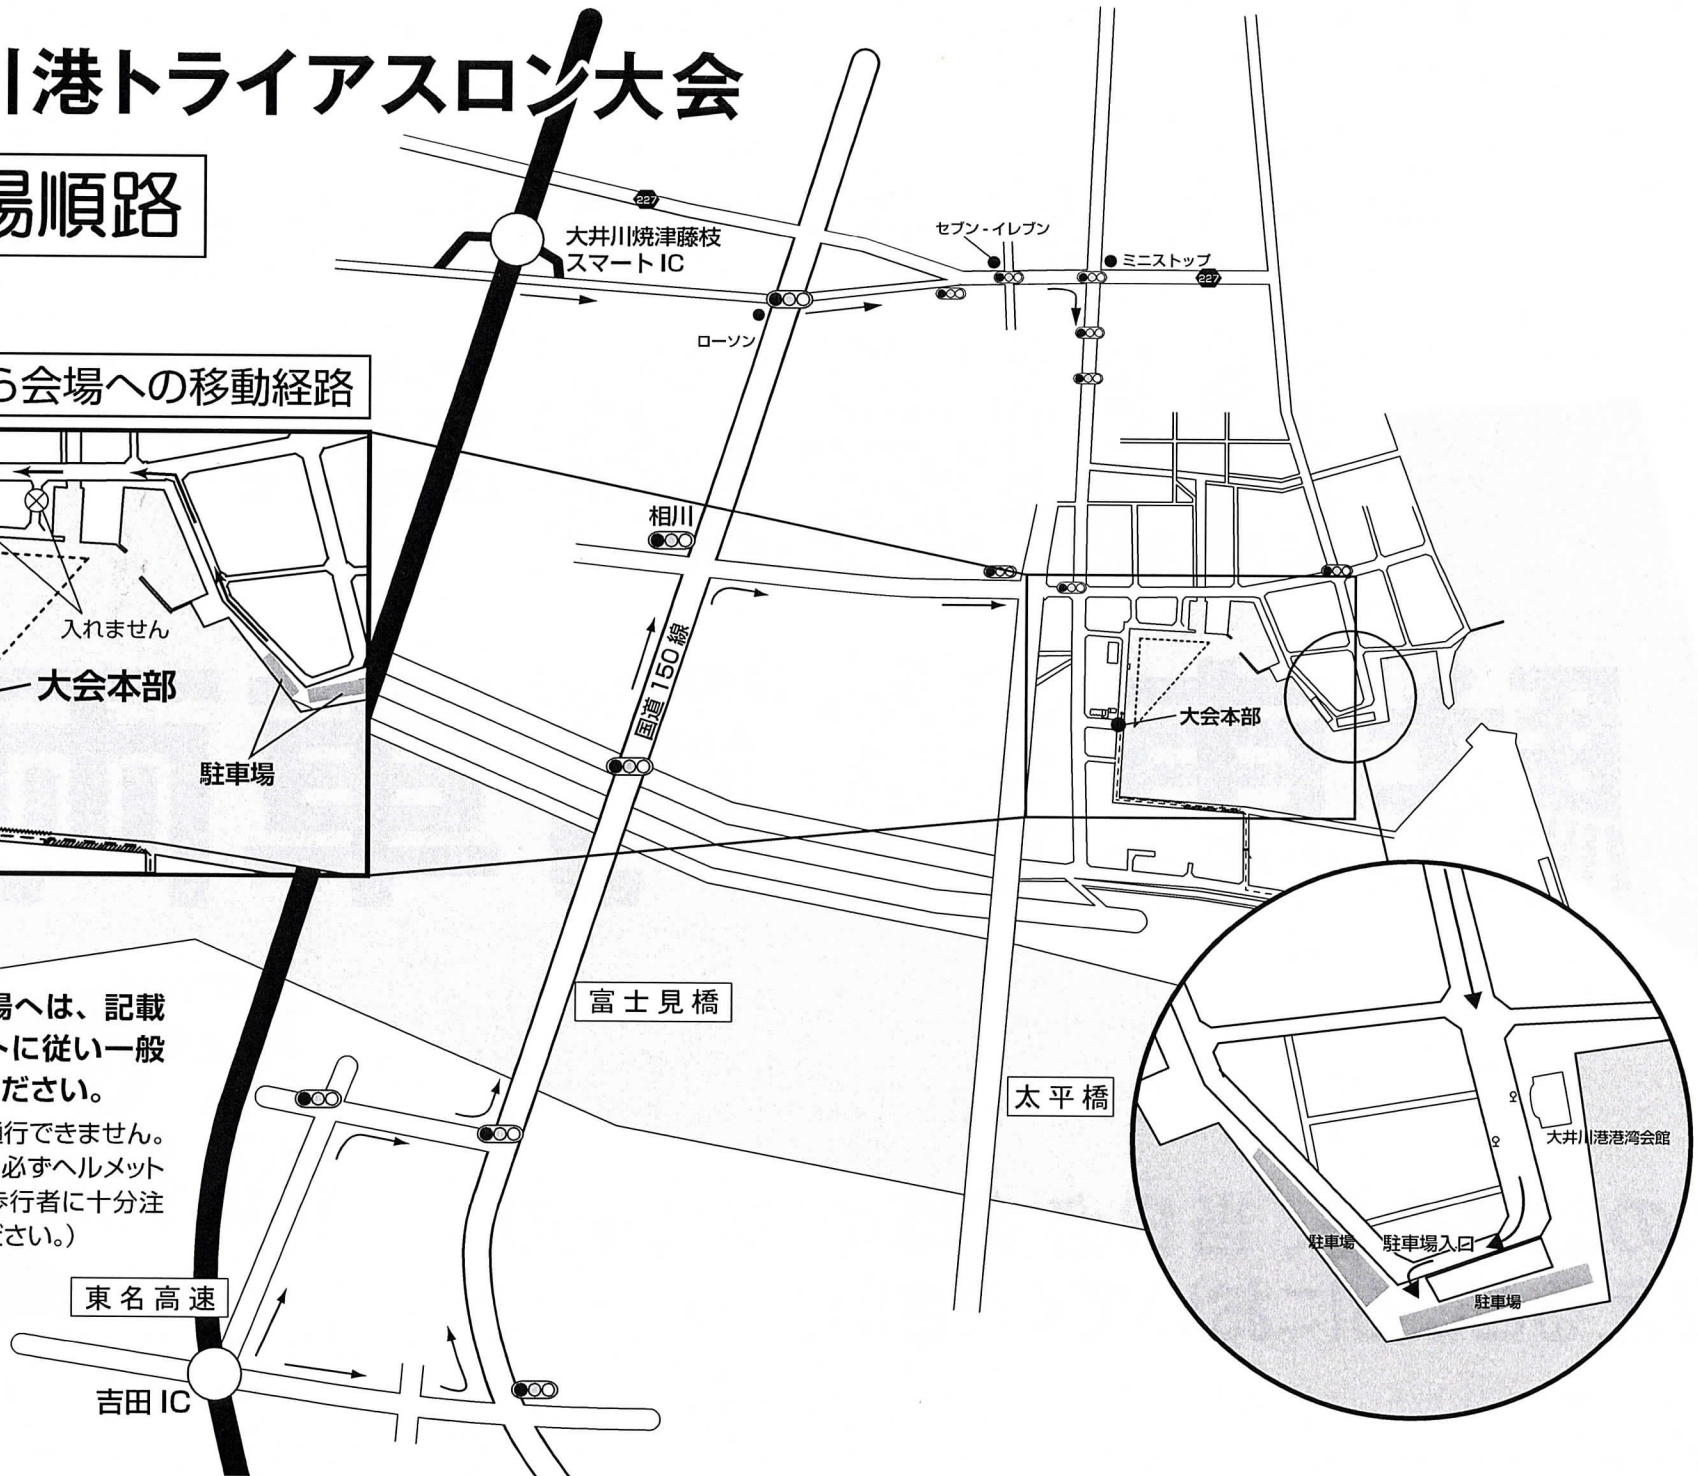 川港トライアスロン大会
場順路
227
大井川焼津藤枝
スマートIC
セブン-イレブン
ミニストップ
227
ローソン
ら会場への移動経路
相川
入れません
大会本部
駐車場
国道150線
大会本部
富士見橋
太平橋
場へは、記載
トに従い一般
ださい。
通行できません。
必ずヘルメット
歩行者に十分注
ださい。)
大井川港港湾会館
駐車場
駐車場入口
駐車場
東名高速
吉田IC